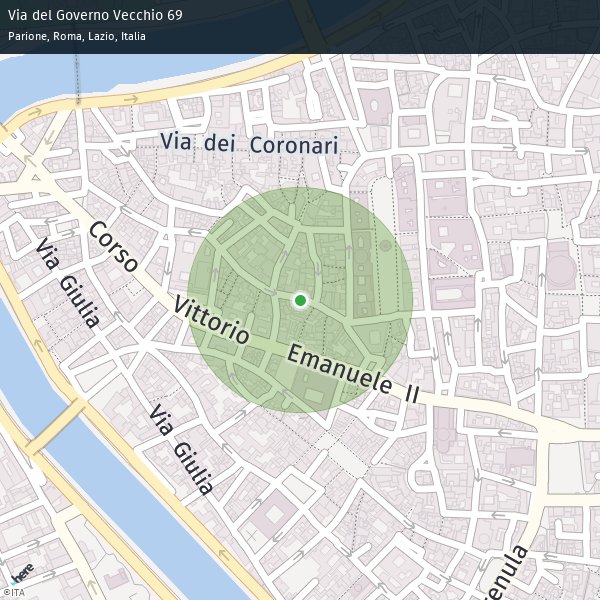 Via del Governo Vecchio 69
Parione, Roma, Lazio, Italia
Via dei Coronari
Corso
Via Giulia
Vittorio
Emanuele II
Via Giulia
enula
here
©ITA